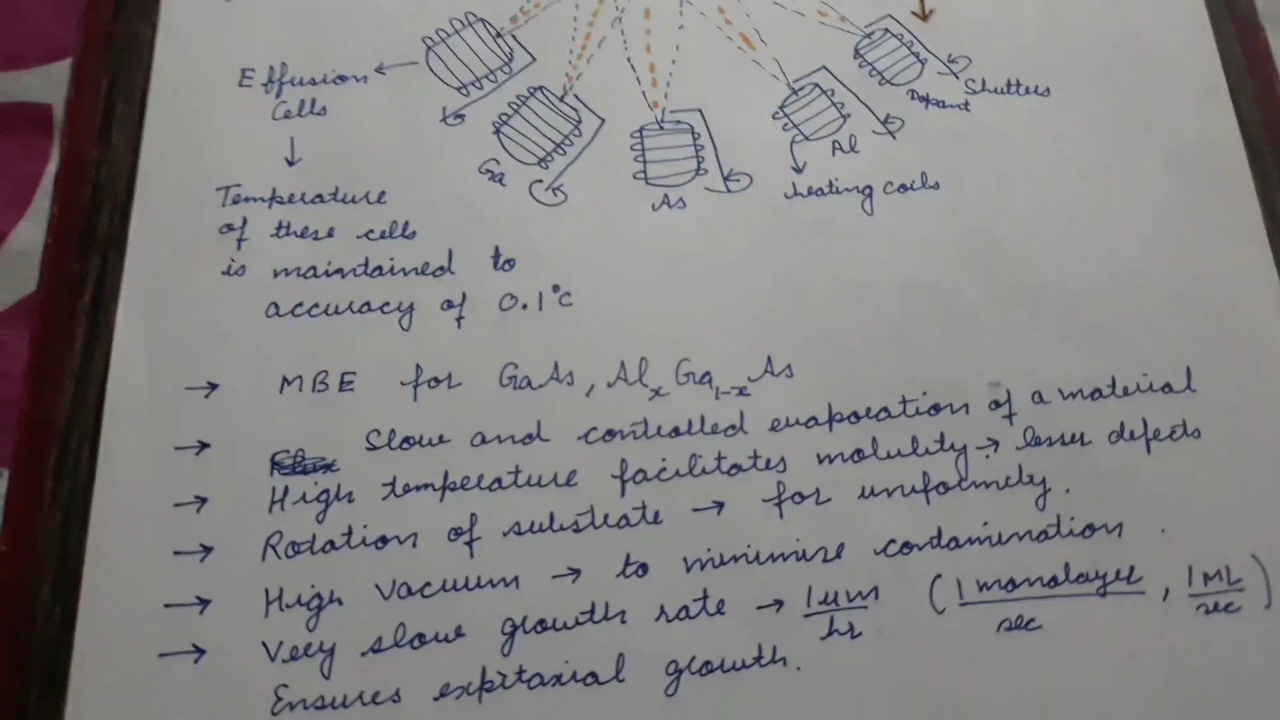 Effusion
Cells
Temperature
of these cells
is maintained to
accuracy of 0.1°C
Ga
As
Al
heating coils
Dopant
Shutters
→ MBE for GaAs, AlxGa1-xAs
→ Slow and controlled evaporation of a material
→ High temperature facilitates mobility → lesser defects
→ Rotation of substrate → for uniformity.
→ High Vacuum → to minimize contamination.
→ Very slow growth rate → 1μm/hr (1 monolayer/sec, 1ML/sec)
Ensures expitaxial growth.